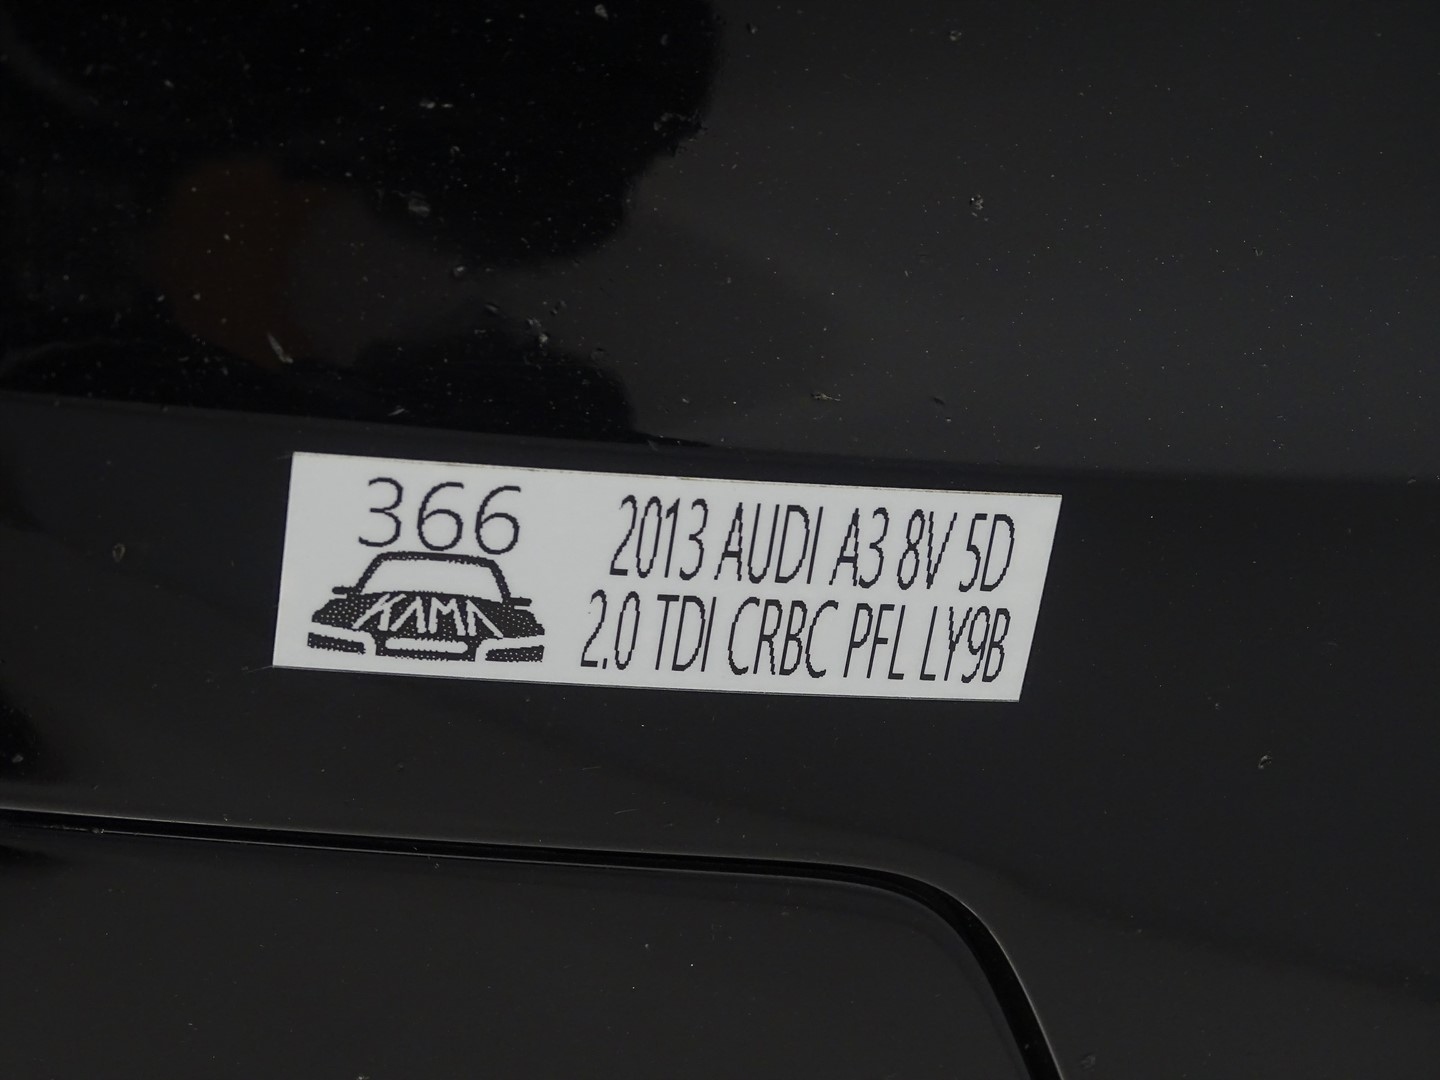 366
KAMA
2013 AUDI A3 8V 5D
2.0 TDI CRBC PFL LY9B